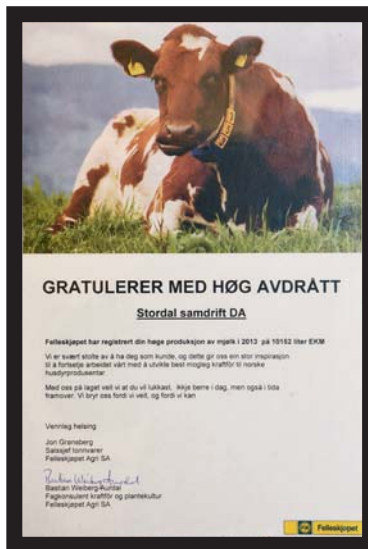 GRATULERER MED HØG AVDRÅTT
Stordal samdrift DA
Felleskjøpet har registrert din høge produksjon av mjølk i 2013 på 10152 liter EKM
Vi er svært stolte av å ha deg som kunde, og dette gir oss ein stor inspirasjon
til å fortsetje arbeidet vårt med å utvikle best mogleg kraftfôr til norske
husdyrprodusentar.
Med oss på laget veit vi at du vil lukkast, ikkje berre i dag, men også i tida
framover. Vi bryr oss fordi vi veit, og fordi vi kan
Vennleg helsing
Jon Grønsberg
Salssjef tonnvarer
Felleskjøpet Agri SA
Bastian Weiberg-Aurdal
Fagkonsulent kraftfôr og plantekultur
Felleskjøpet Agri SA
Felleskjøpet